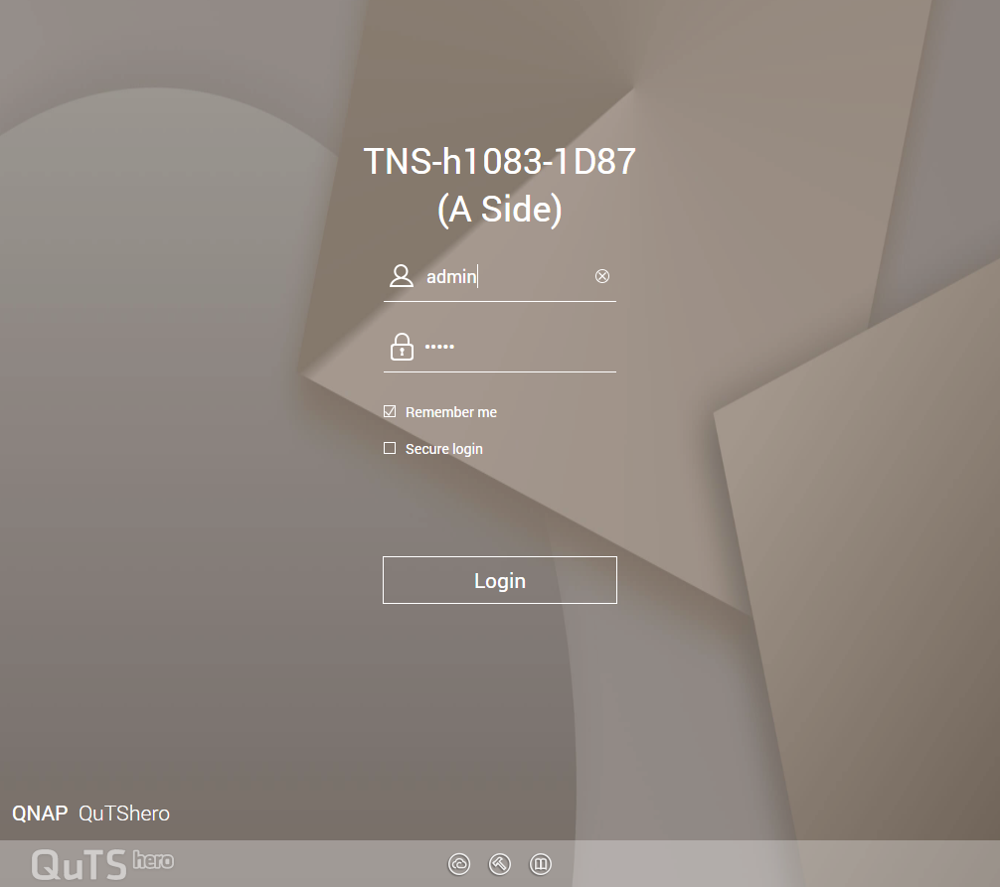 TNS-h1083-1D87
(A Side)
admin
•••••
Remember me
Secure login
Login
QNAP QuTShero
QuTS hero